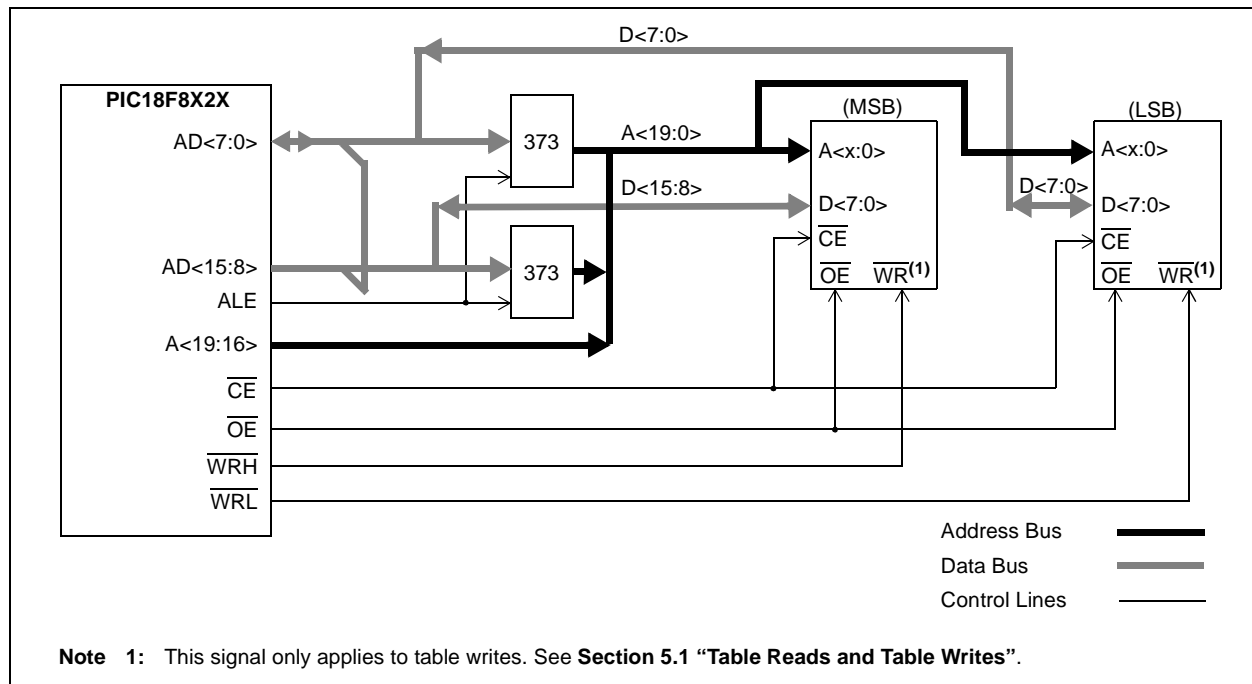 D<7:0>
PIC18F8X2X
AD<7:0>
373
A<19:0>
(MSB)
A<x:0>
(LSB)
A<x:0>
D<15:8>
D<7:0>
D<7:0>
D<7:0>
CE
CE
OE
WR(1)
OE
WR(1)
AD<15:8>
373
ALE
A<19:16>
CE
OE
WRH
WRL
Address Bus
Data Bus
Control Lines
Note 1: This signal only applies to table writes. See Section 5.1 “Table Reads and Table Writes”.